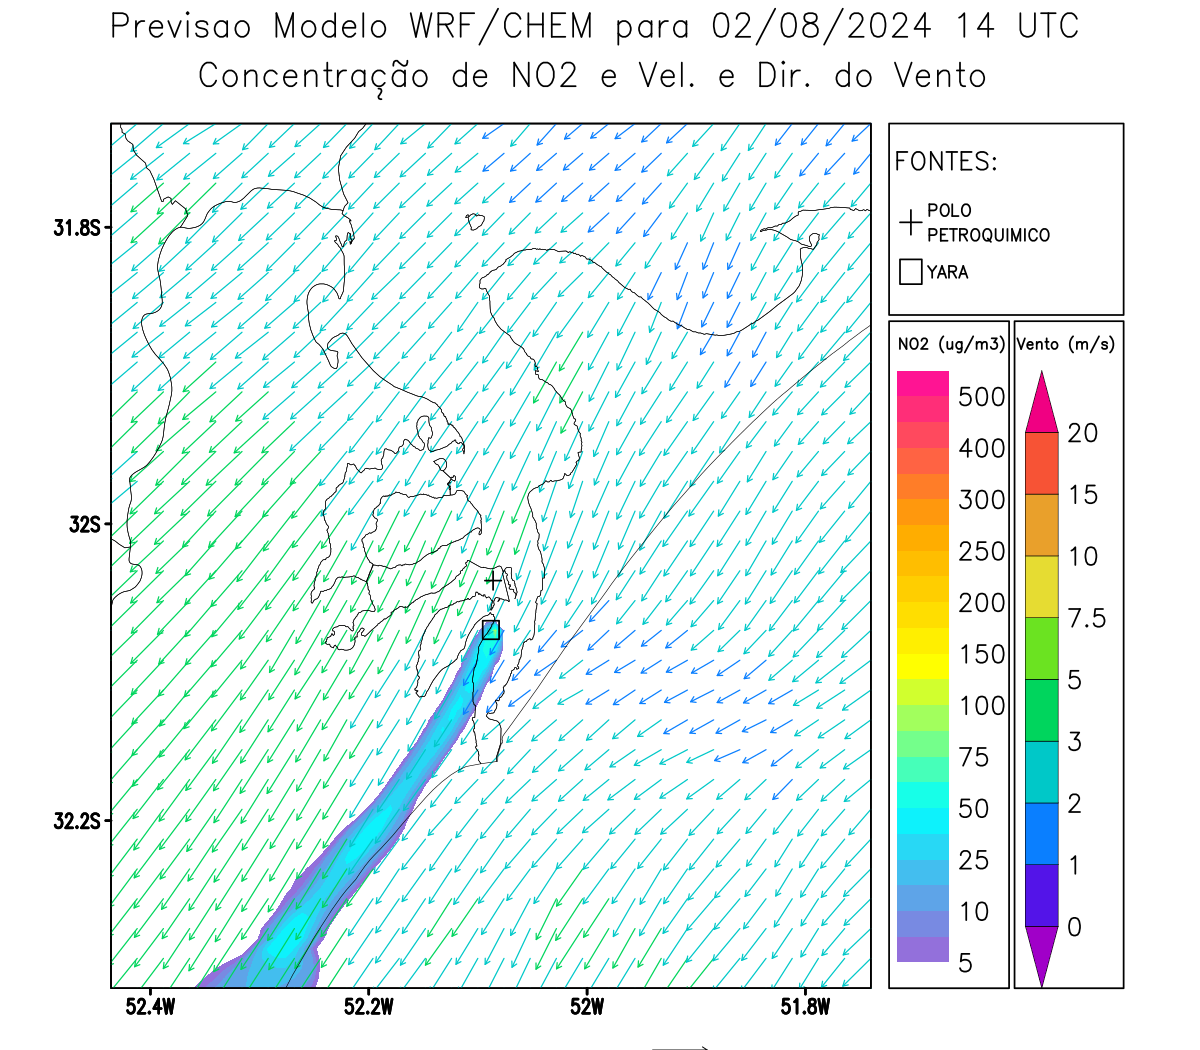 Previsao Modelo WRF/CHEM para 02/08/2024 14 UTC
Concentração de NO2 e Vel. e Dir. do Vento
FONTES:
POLO
PETROQUIMICO
YARA
31.8S
32S
32.2S
52.4W
52.2W
52W
51.8W
NO2 (ug/m3)
500
400
300
250
200
150
100
75
50
25
10
5
Vento (m/s)
20
15
10
7.5
5
3
2
1
0